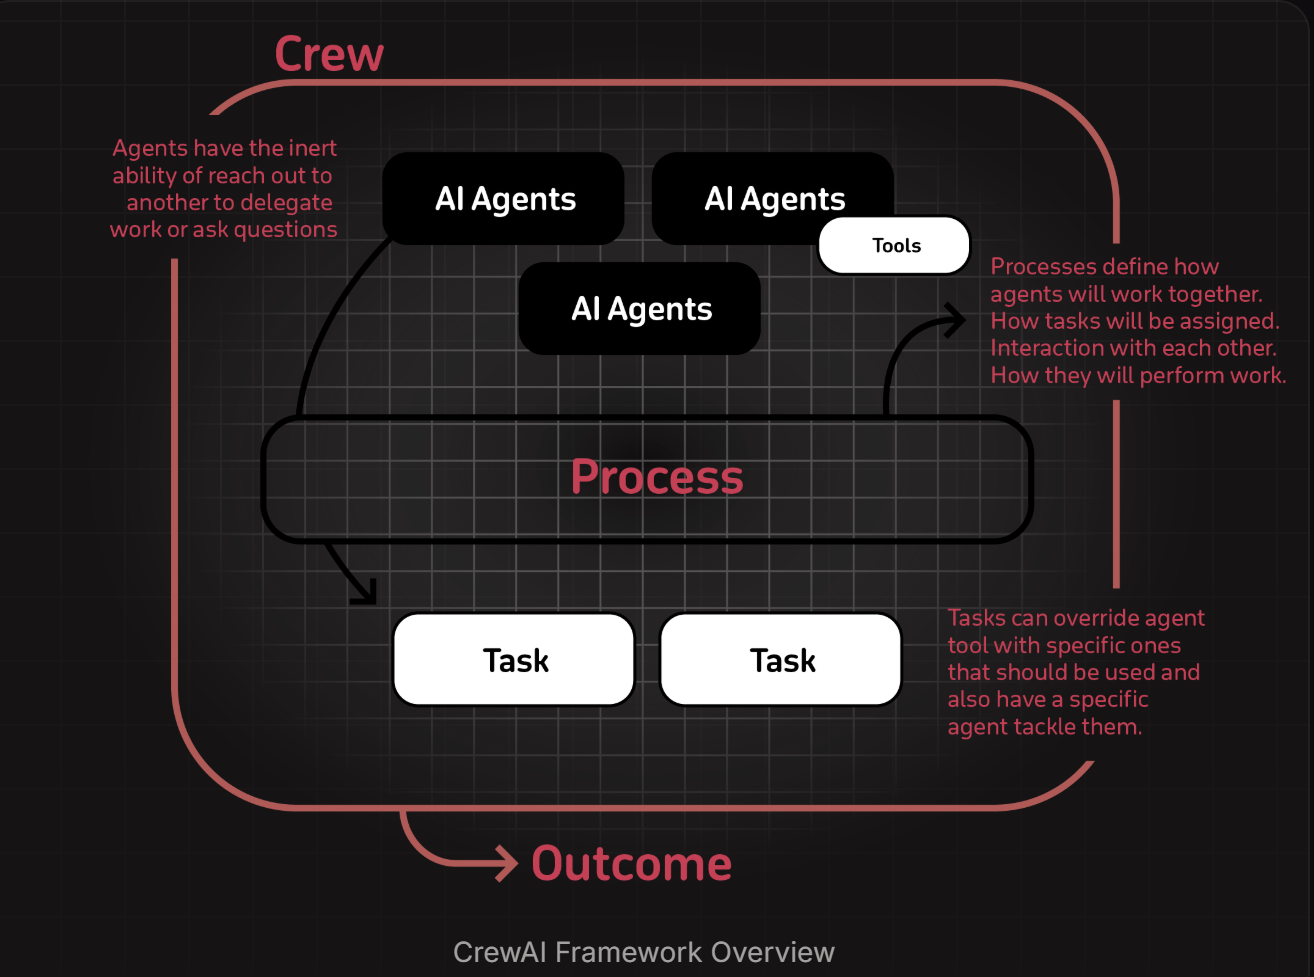 Crew
Agents have the inert
ability of reach out to
another to delegate
work or ask questions
AI Agents
AI Agents
Tools
AI Agents
Processes define how
agents will work together.
How tasks will be assigned.
Interaction with each other.
How they will perform work.
Process
Task
Task
Tasks can override agent
tool with specific ones
that should be used and
also have a specific
agent tackle them.
Outcome
CrewAI Framework Overview